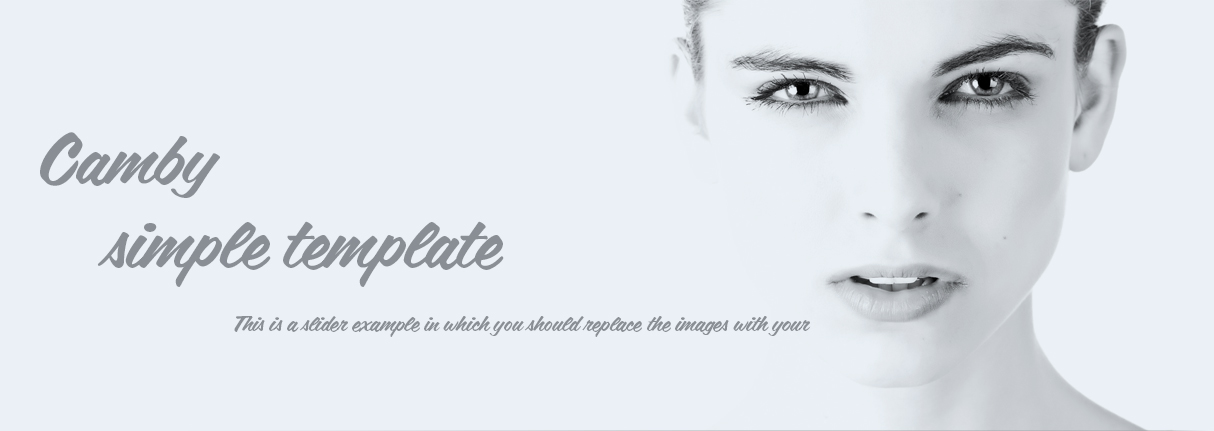 Camby
simple template
This is a slider example in which you should replace the images with your